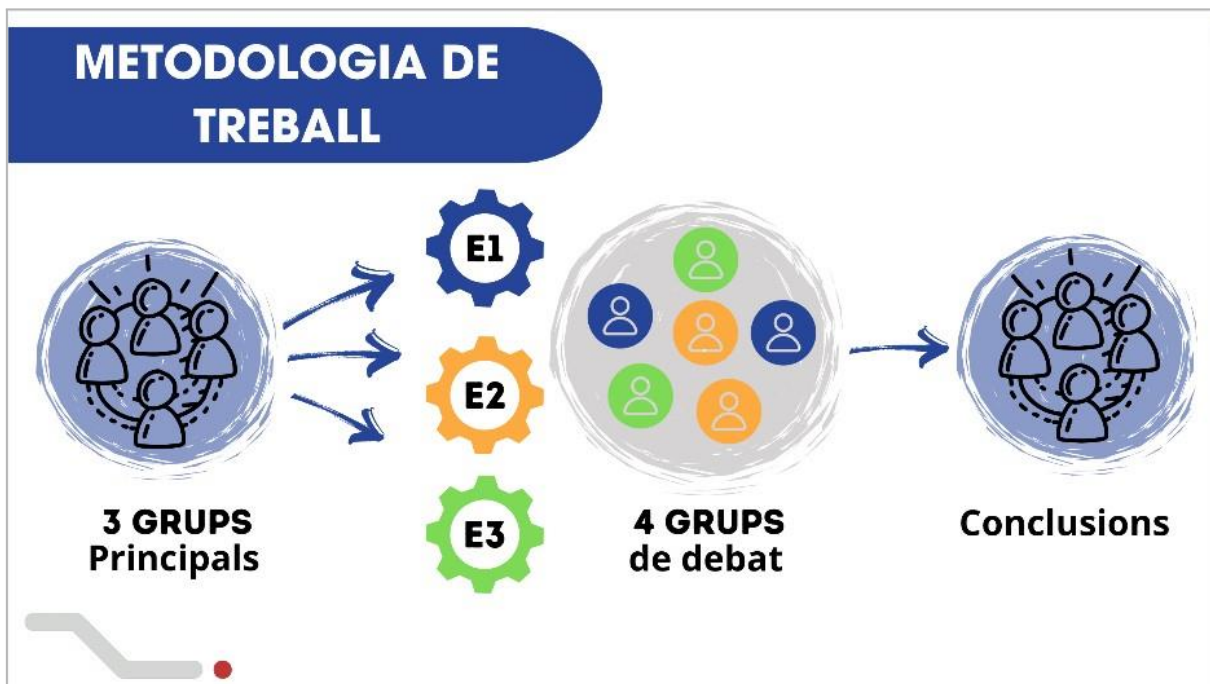 METODOLOGIA DE
TREBALL
E1
E2
E3
3 GRUPS
Principals
4 GRUPS
de debat
Conclusions